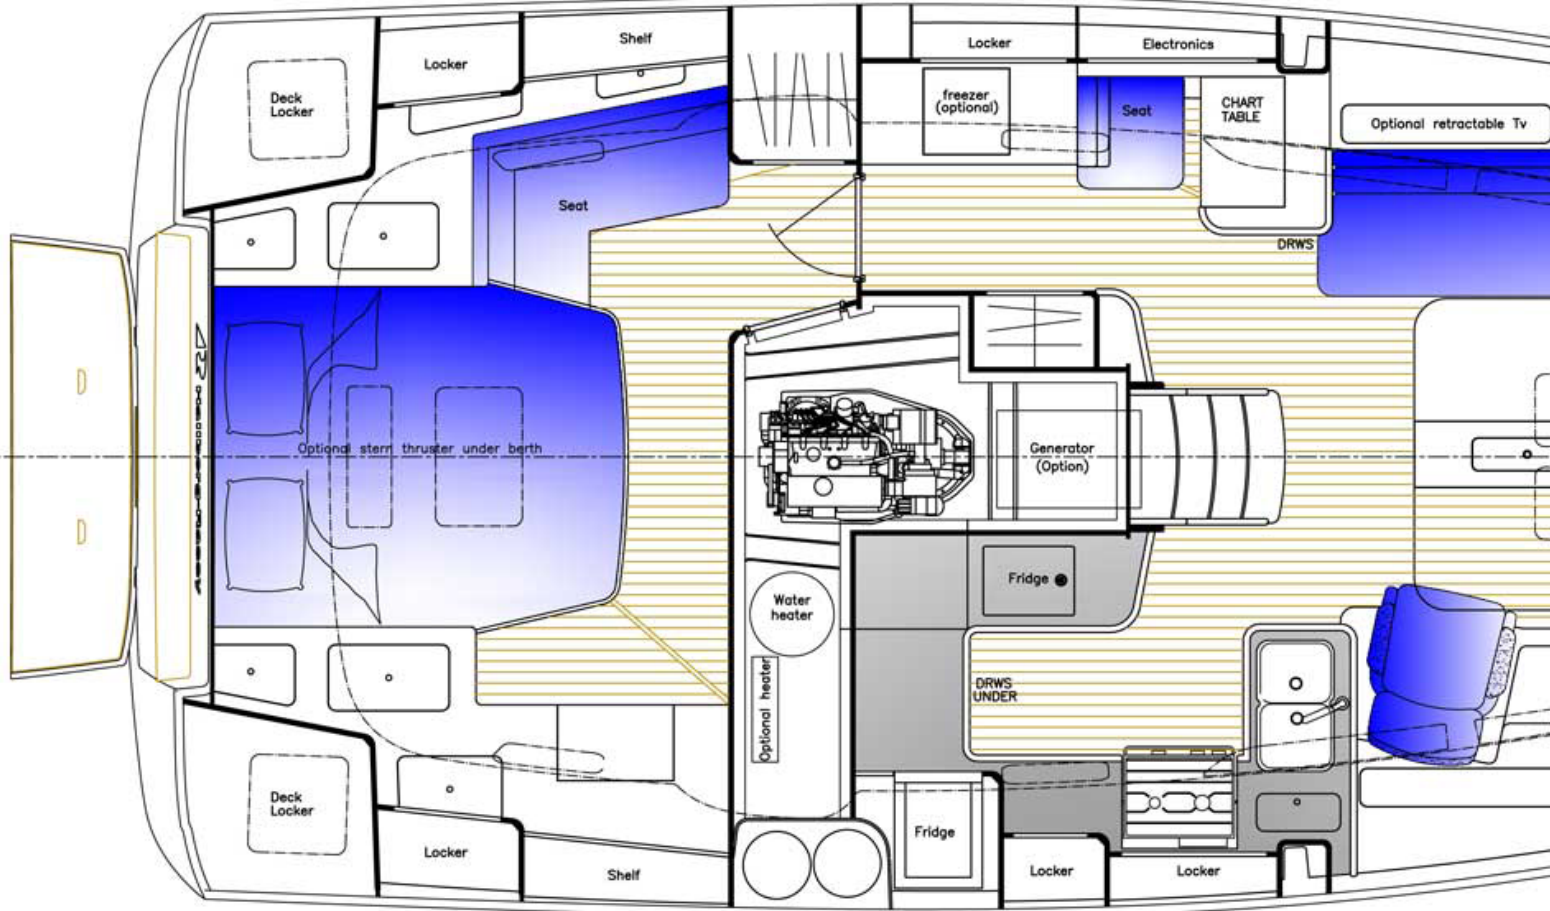 Shelf
Locker
Deck
Locker
Locker
Electronics
freezer
(optional)
Seat
CHART
TABLE
Optional retractable Tv
Seat
DRWS
Optional stern thruster under berth
Generator
(Option)
Fridge
Water
heater
Optional heater
DRWS
UNDER
Deck
Locker
Fridge
Locker
Locker
Locker
Shelf